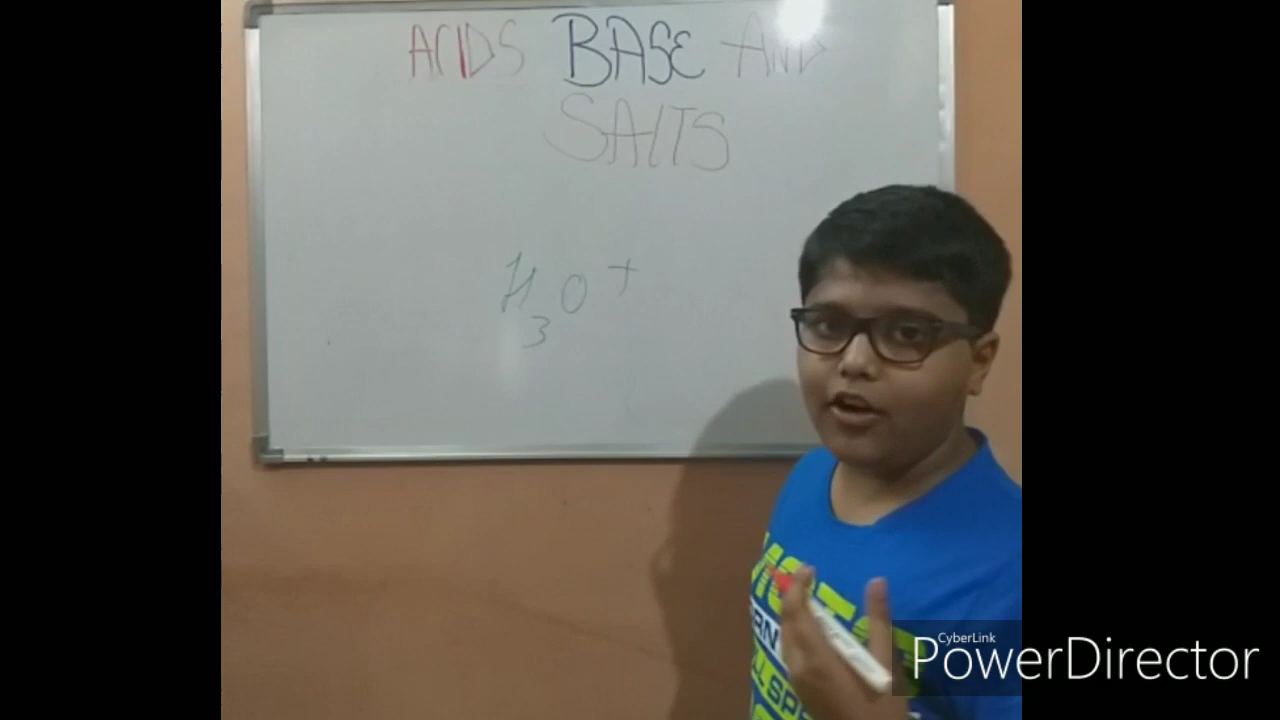 ACIDS BASE AND
SALTS
H3O+
CyberLink
PowerDirector